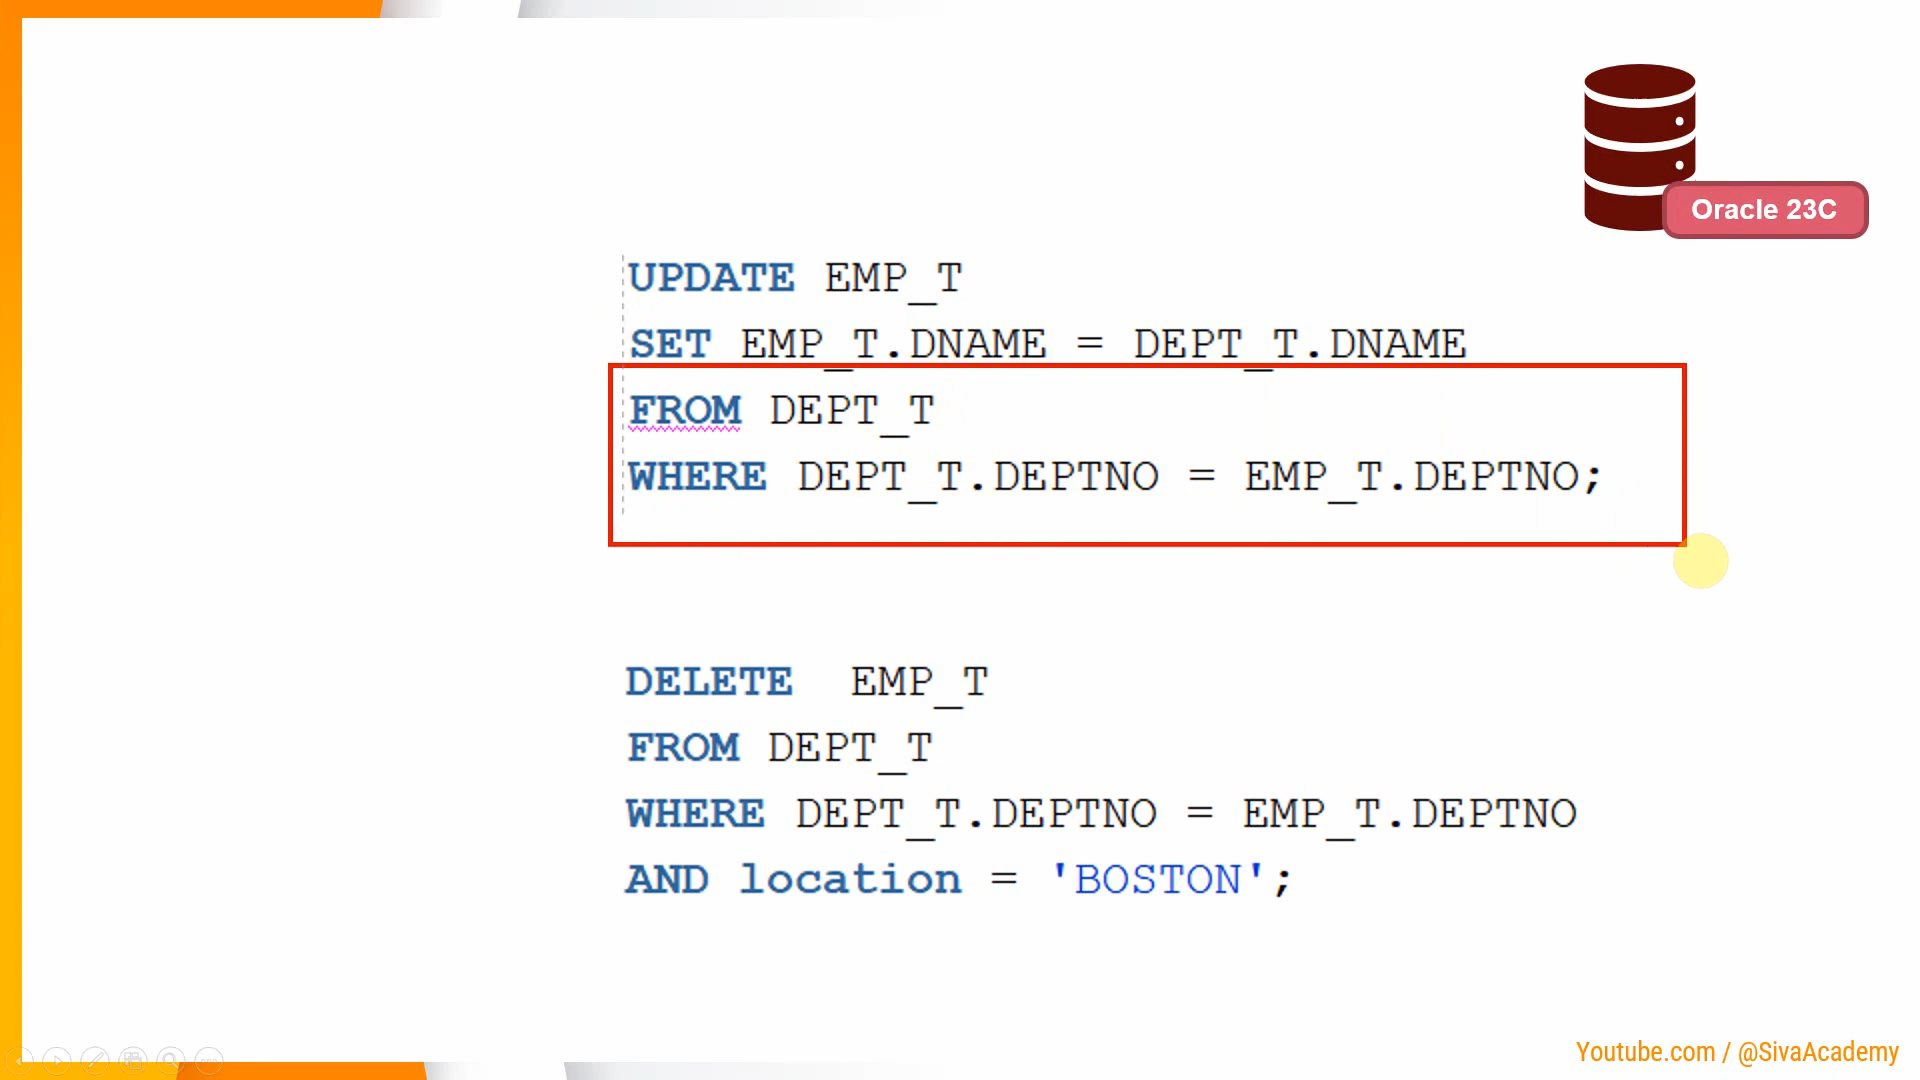 Oracle 23C
UPDATE EMP_T
SET EMP_T.DNAME = DEPT_T.DNAME
FROM DEPT_T
WHERE DEPT_T.DEPTNO = EMP_T.DEPTNO;
DELETE EMP_T
FROM DEPT_T
WHERE DEPT_T.DEPTNO = EMP_T.DEPTNO
AND location = 'BOSTON';
Youtube.com / @SivaAcademy